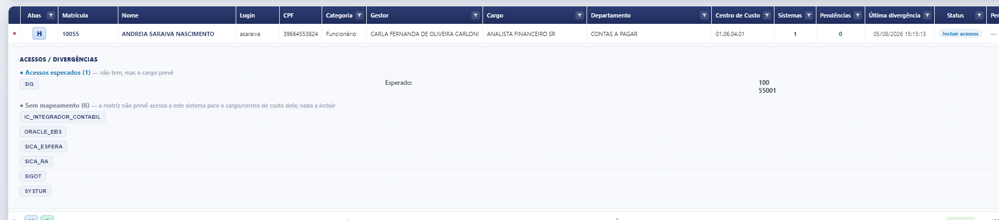 Abas Matrícula Nome Login CPF Categoria Gestor Cargo Departamento Centro de Custo Sistemas Pendências Última divergência Status
× H 10055 ANDREIA SARAIVA NASCIMENTO asaraiva 39664553824 Funcionário CARLA FERNANDA DE OLIVEIRA CARLONI ANALISTA FINANCEIRO SR CONTAS A PAGAR 01.06.04.01 1 0 05/08/2026 15:15:13 Incluir acessos —
ACESSOS / DIVERGÊNCIAS
● Acessos esperados (1) — não tem, mas o cargo prevê
SIG Esperado: 100
55001
● Sem mapeamento (6) — a matriz não prevê acesso a este sistema para o cargo/centro de custo dela; nada a incluir
IC_INTEGRADOR_CONTABIL
ORACLE_EBS
SICA_ESFERA
SICA_RA
SIGOT
SYSTUR